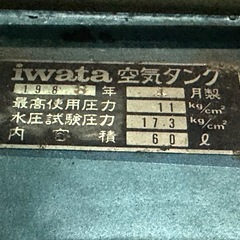 iwata 空気タンク
198 年 月製
最高使用圧力 11 kg/cm²
水圧試験圧力 17.3 kg/cm²
内容積 60 ℓ